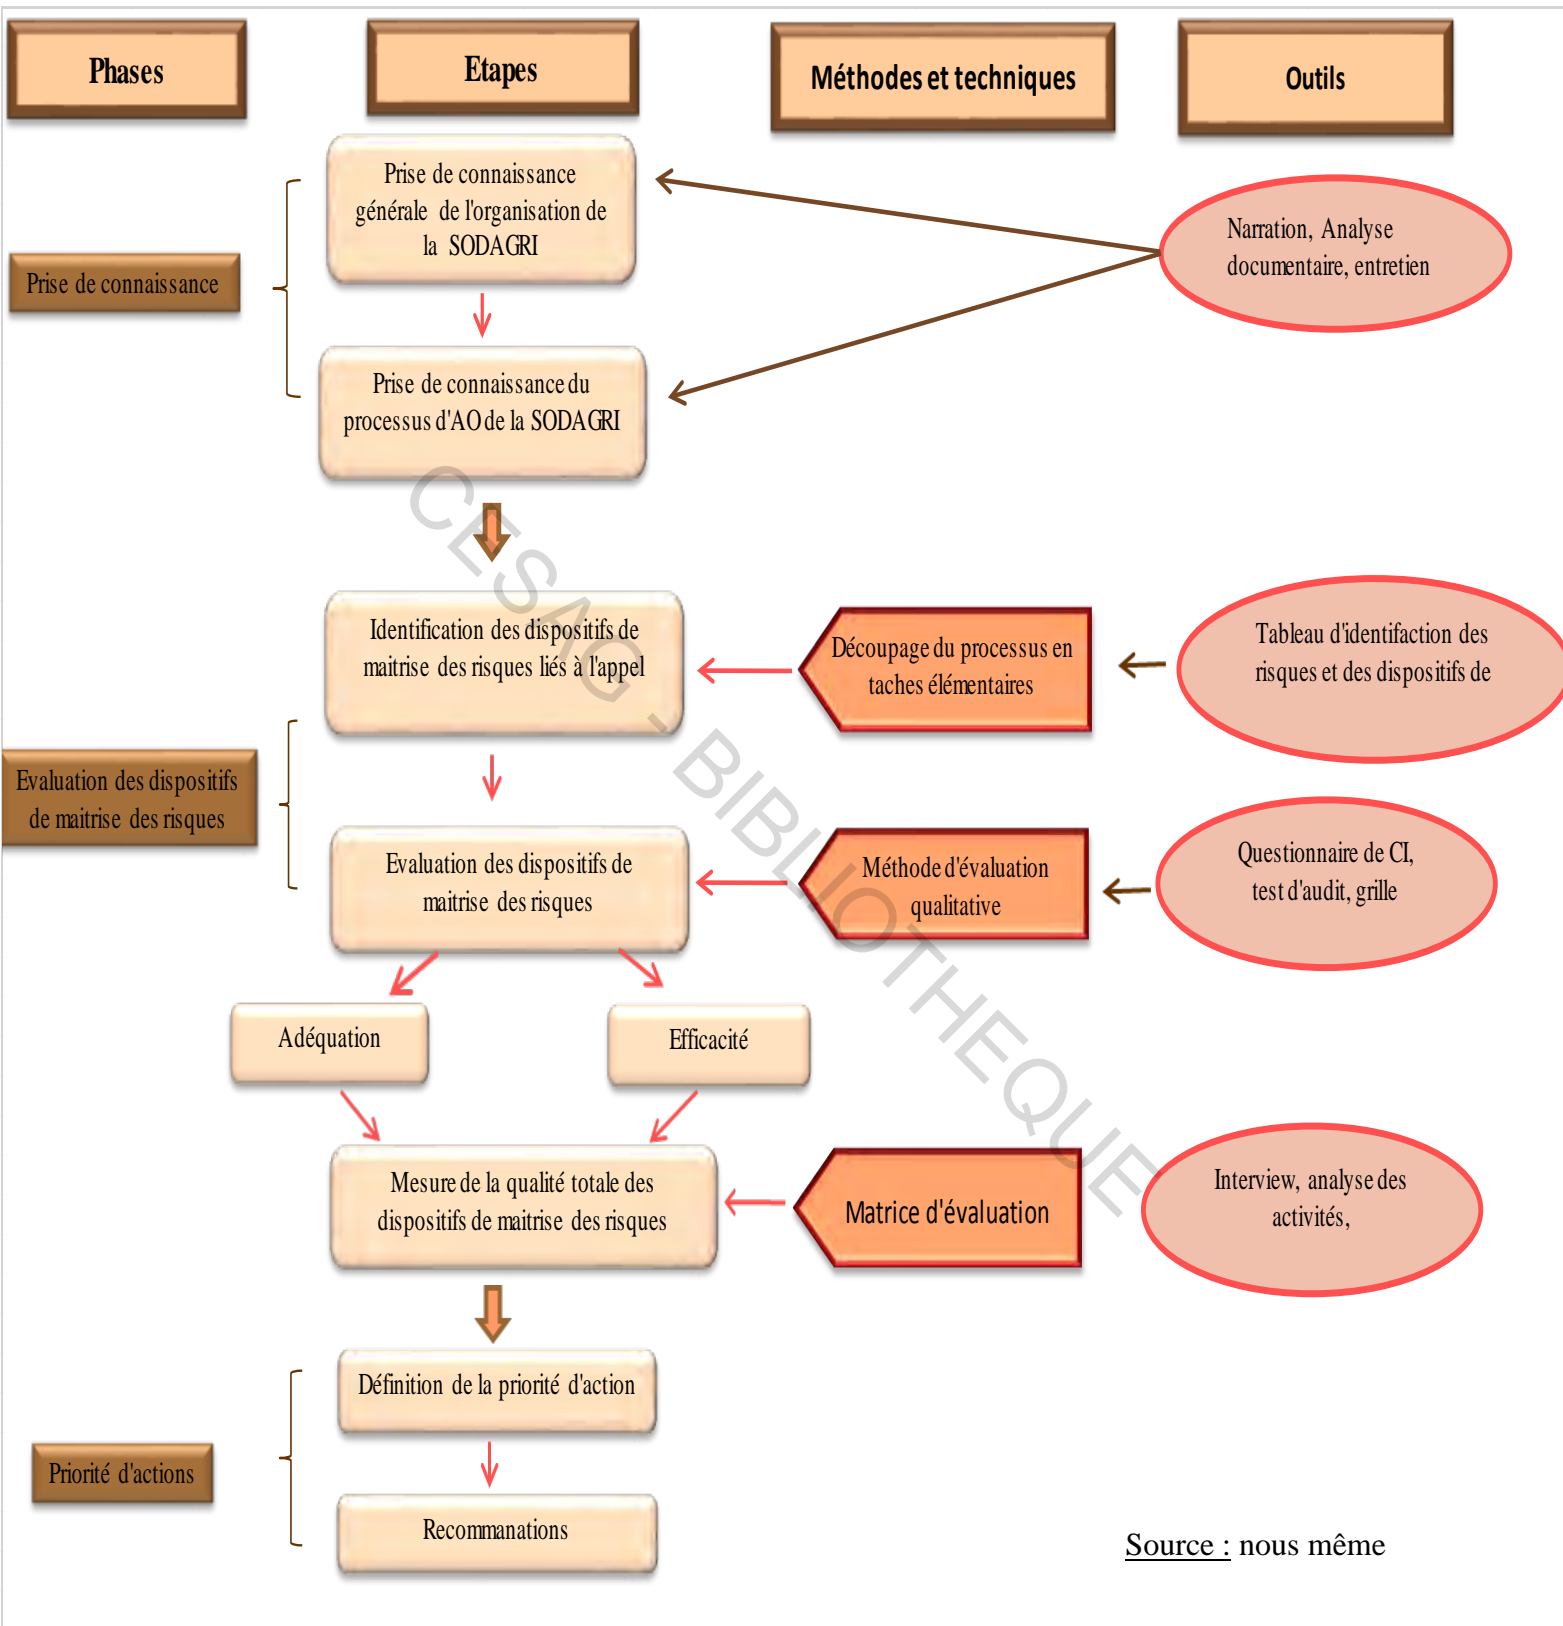 Phases
Etapes
Méthodes et techniques
Outils
Prise de connaissance
générale de l'organisation de
la SODAGRI
Narration, Analyse
documentaire, entretien
Prise de connaissance
Prise de connaissance du
processus d'AO de la SODAGRI
Identification des dispositifs de
maitrise des risques liés à l'appel
Découpage du processus en
taches élémentaires
Tableau d'identifaction des
risques et des dispositifs de
Evaluation des dispositifs
de maitrise des risques
Evaluation des dispositifs de
maitrise des risques
Méthode d'évaluation
qualitative
Questionnaire de CI,
test d'audit, grille
Adéquation
Efficacité
Mesure de la qualité totale des
dispositifs de maitrise des risques
Matrice d'évaluation
Interview, analyse des
activités,
Définition de la priorité d'action
Priorité d'actions
Recommanations
Source : nous même
CESAG - BIBLIOTHEQUE